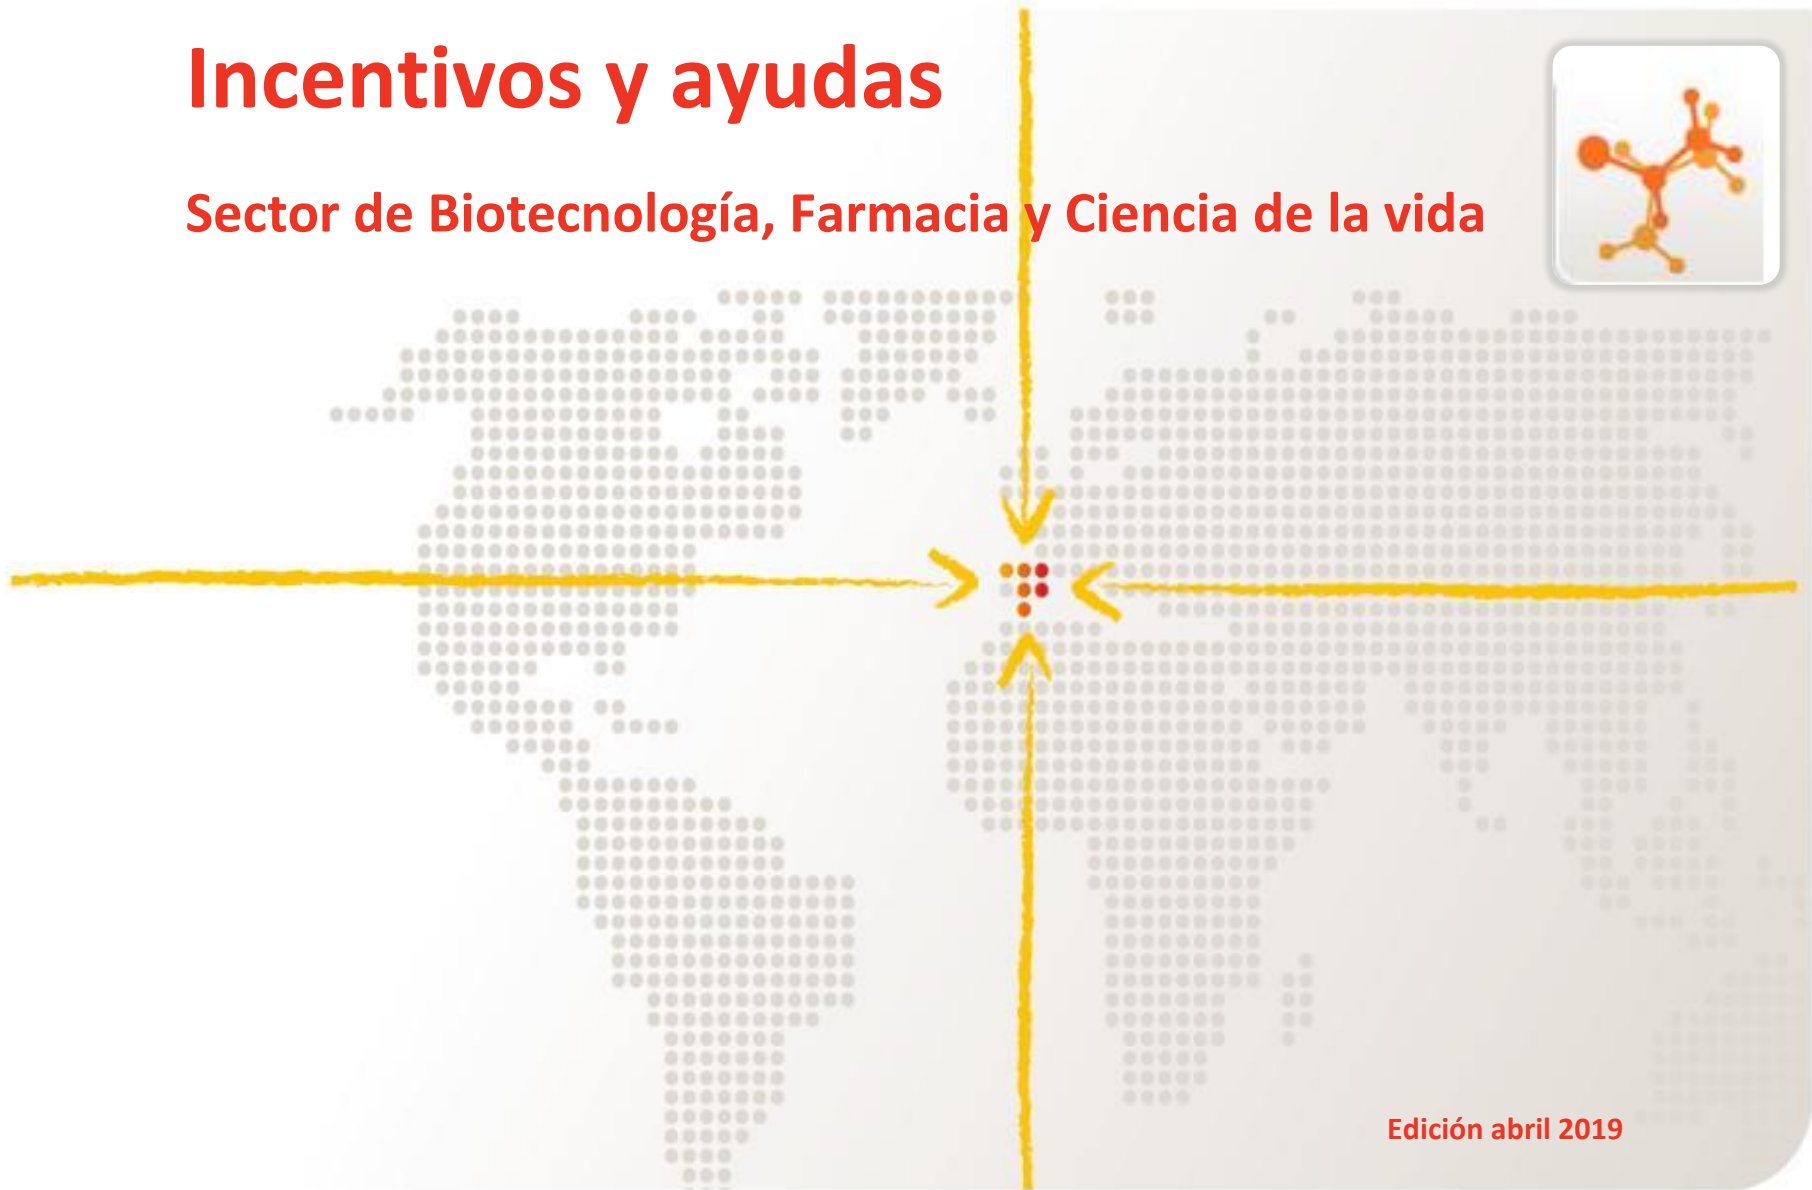 Incentivos y ayudas
Sector de Biotecnología, Farmacia y Ciencia de la vida
Edición abril 2019